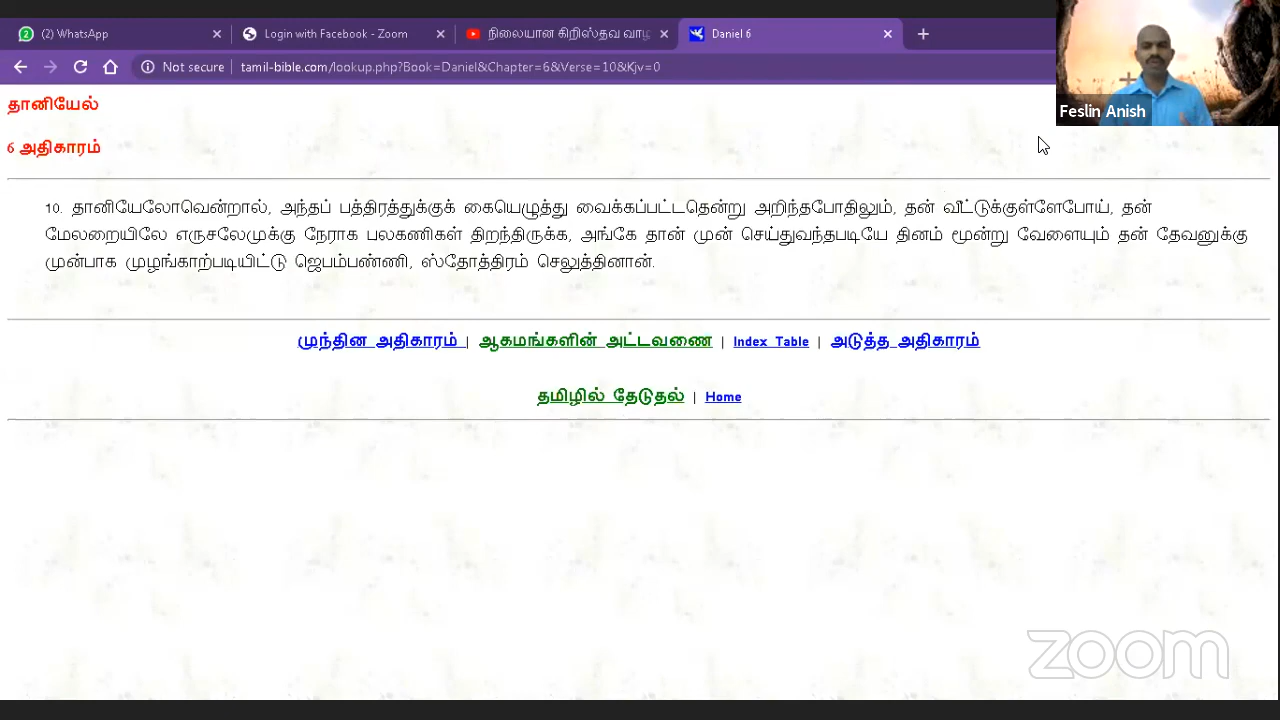 2 (2) WhatsApp
Login with Facebook - Zoom
நிலையான கிறிஸ்தவ வாழ
Daniel 6
Not secure | tamil-bible.com/lookup.php?Book=Daniel&Chapter=6&Verse=10&Kjv=0
Feslin Anish
தானியேல்
6 அதிகாரம்
10. தானியேலோவென்றால், அந்தப் பத்திரத்துக்குக் கையெழுத்து வைக்கப்பட்டதென்று அறிந்தபோதிலும், தன் வீட்டுக்குள்ளேபோய், தன்
மேலறையிலே எருசலேமுக்கு நேராக பலகணிகள் திறந்திருக்க, அங்கே தான் முன் செய்துவந்தபடியே தினம் மூன்று வேளையும் தன் தேவனுக்கு
முன்பாக முழங்காற்படியிட்டு ஜெபம்பண்ணி, ஸ்தோத்திரம் செலுத்தினான்.
முந்தின அதிகாரம் | ஆகமங்களின் அட்டவணை | Index Table | அடுத்த அதிகாரம்
தமிழில் தேடுதல் | Home
zoom